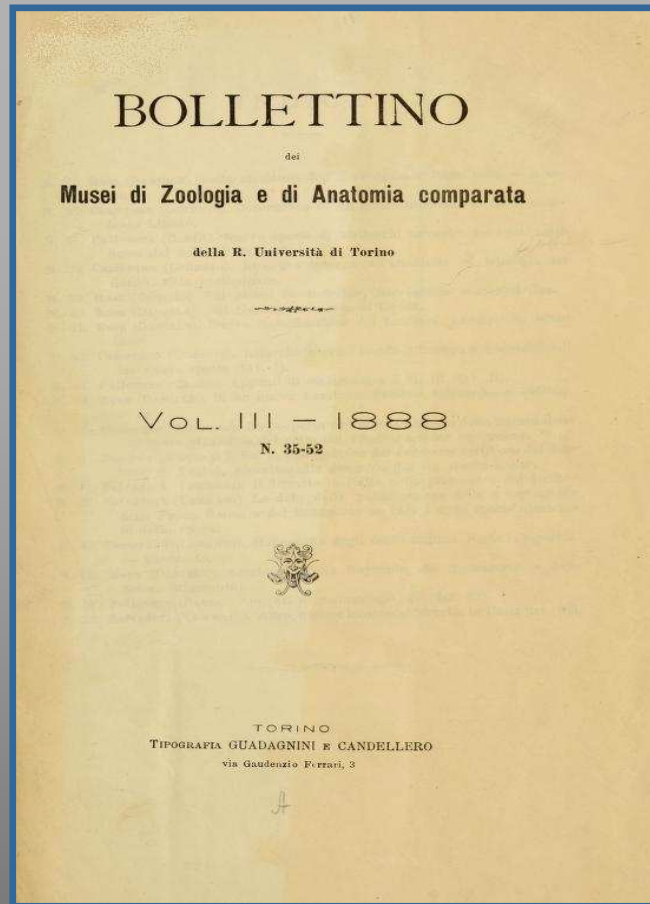 BOLLETTINO
dei
Musei di Zoologia e di Anatomia comparata
della R. Università di Torino
VOL. III — 1888
N. 35-52
TORINO
TIPOGRAFIA GUADAGNINI E CANDELLERO
via Gaudenzio Ferrari, 3
A